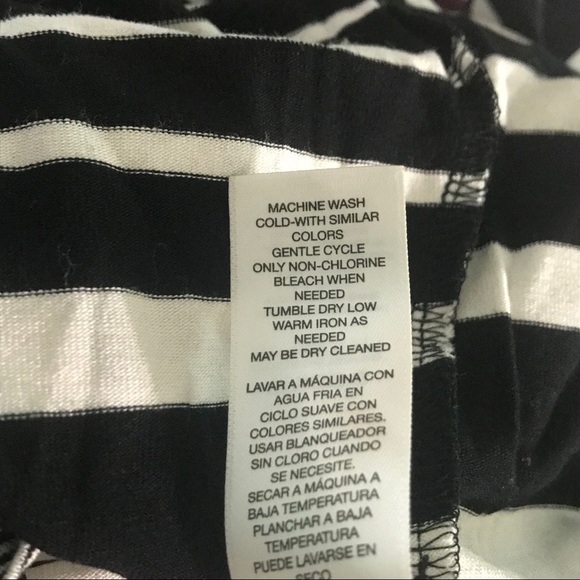 MACHINE WASH
COLD-WITH SIMILAR
COLORS
GENTLE CYCLE
ONLY NON-CHLORINE
BLEACH WHEN
NEEDED
TUMBLE DRY LOW
WARM IRON AS
NEEDED
MAY BE DRY CLEANED
LAVAR A MÁQUINA CON
AGUA FRIA EN
CICLO SUAVE CON
COLORES SIMILARES.
USAR BLANQUEADOR
SIN CLORO CUANDO
SE NECESITE.
SECAR A MÁQUINA A
BAJA TEMPERATURA
PLANCHAR A BAJA
TEMPERATURA
PUEDE LAVARSE EN
SECO